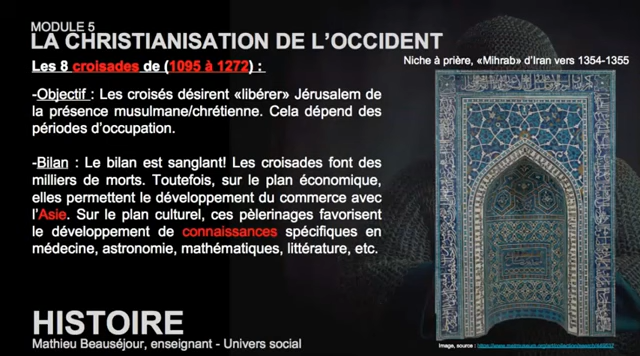 MODULE 5
LA CHRISTIANISATION DE L’OCCIDENT
Les 8 croisades de (1095 à 1272) :
Niche à prière, «Mihrab» d’Iran vers 1354-1355
-Objectif : Les croisés désirent «libérer» Jérusalem de
la présence musulmane/chrétienne. Cela dépend des
périodes d’occupation.
-Bilan : Le bilan est sanglant! Les croisades font des
milliers de morts. Toutefois, sur le plan économique,
elles permettent le développement du commerce avec
l’Asie. Sur le plan culturel, ces pèlerinages favorisent
le développement de connaissances spécifiques en
médecine, astronomie, mathématiques, littérature, etc.
HISTOIRE
Mathieu Beauséjour, enseignant - Univers social
Image, source :